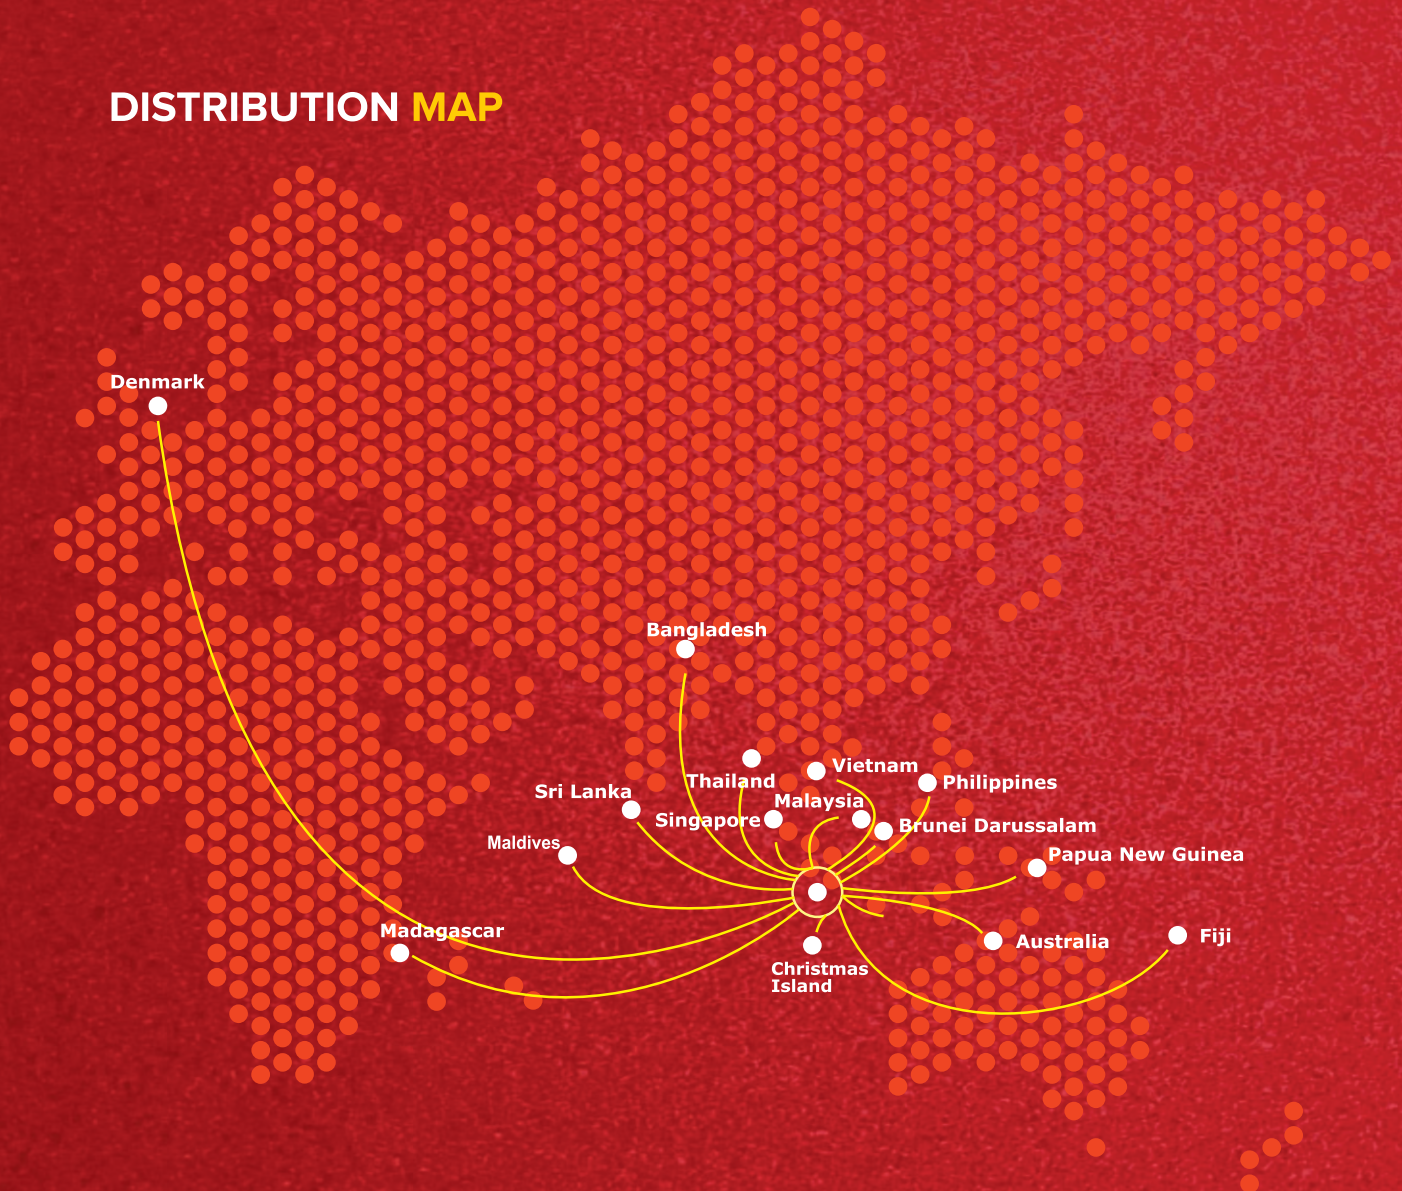 DISTRIBUTION MAP
Denmark
Bangladesh
Thailand
Vietnam
Philippines
Sri Lanka
Malaysia
Singapore
Brunei Darussalam
Maldives
Papua New Guinea
Madagascar
Australia
Fiji
Christmas
Island